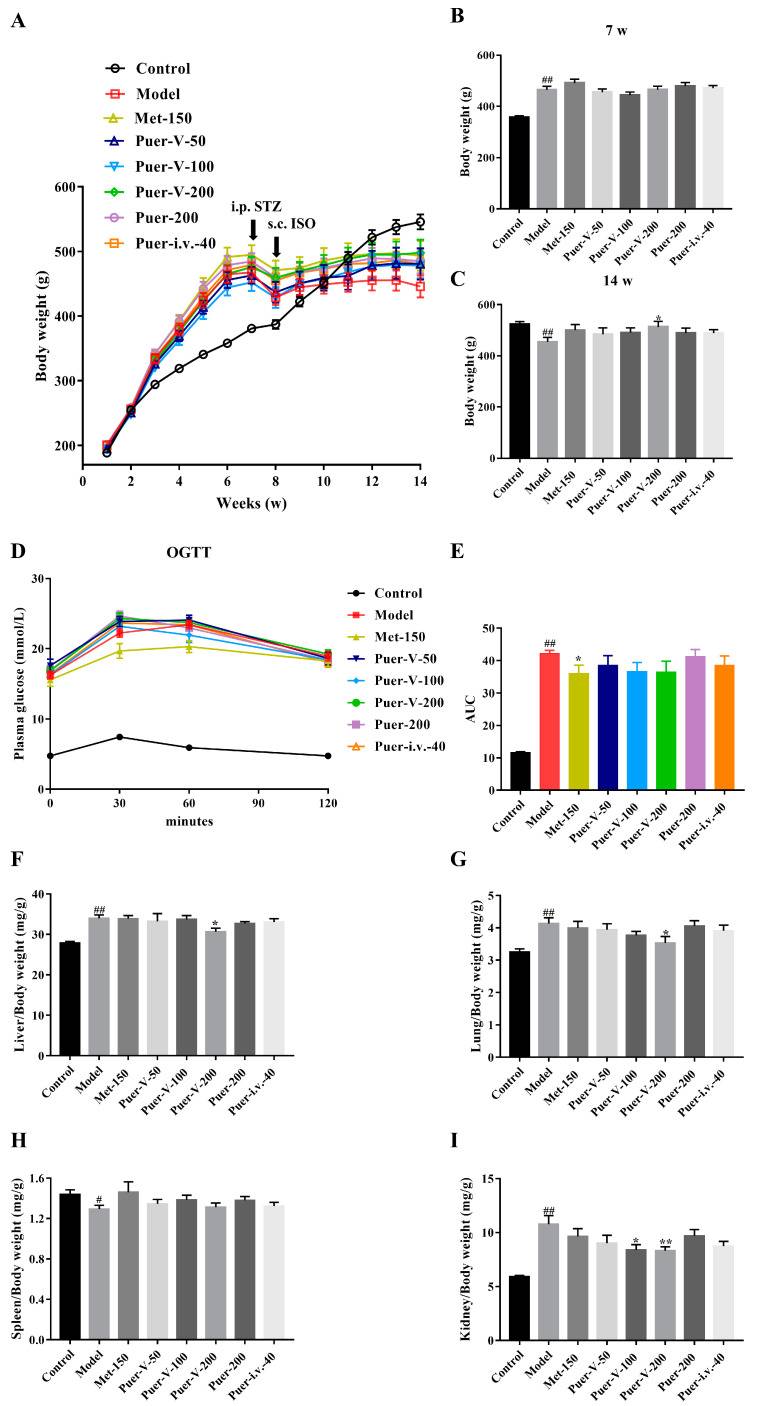 A
Control
Model
Met-150
Puer-V-50
Puer-V-100
Puer-V-200
Puer-200
Puer-i.v.-40
i.p. STZ
s.c. ISO
Body weight (g)
600
500
400
300
200
0 2 4 6 8 10 12 14
Weeks (w)
B
7 w
Body weight (g)
600
400
200
0
##
Control Model Met-150 Puer-V-50 Puer-V-100 Puer-V-200 Puer-200 Puer-i.v.-40
C
14 w
Body weight (g)
600
400
200
0
## *
Control Model Met-150 Puer-V-50 Puer-V-100 Puer-V-200 Puer-200 Puer-i.v.-40
D
OGTT
Plasma glucose (mmol/L)
30
20
10
0
0 30 60 90 120
minutes
Control
Model
Met-150
Puer-V-50
Puer-V-100
Puer-V-200
Puer-200
Puer-i.v.-40
E
AUC
50
40
30
20
10
0
## *
Control Model Met-150 Puer-V-50 Puer-V-100 Puer-V-200 Puer-200 Puer-i.v.-40
F
Liver/Body weight (mg/g)
40
30
20
10
0
## *
Control Model Met-150 Puer-V-50 Puer-V-100 Puer-V-200 Puer-200 Puer-i.v.-40
G
Lung/Body weight (mg/g)
5
4
3
2
1
0
## *
Control Model Met-150 Puer-V-50 Puer-V-100 Puer-V-200 Puer-200 Puer-i.v.-40
H
Spleen/Body weight (mg/g)
1.6
1.2
0.8
0.4
0.0
#
Control Model Met-150 Puer-V-50 Puer-V-100 Puer-V-200 Puer-200 Puer-i.v.-40
I
Kidney/Body weight (mg/g)
15
10
5
0
## * **
Control Model Met-150 Puer-V-50 Puer-V-100 Puer-V-200 Puer-200 Puer-i.v.-40